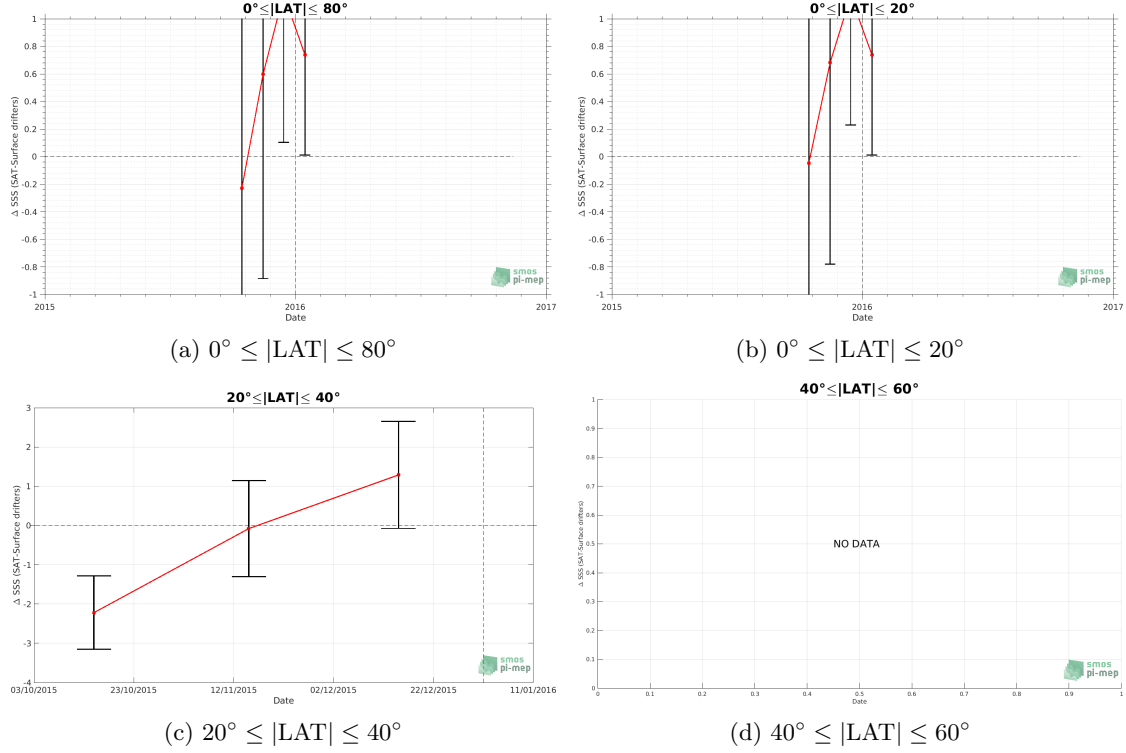 0°≤|LAT|≤ 80°
1
0.8
0.6
0.4
0.2
0
-0.2
-0.4
-0.6
-0.8
-1
Δ SSS (SAT-Surface drifters)
2015
2016
2017
Date
smos
pi-mep
(a) 0° ≤ |LAT| ≤ 80°
0°≤|LAT|≤ 20°
1
0.8
0.6
0.4
0.2
0
-0.2
-0.4
-0.6
-0.8
-1
Δ SSS (SAT-Surface drifters)
2015
2016
2017
Date
smos
pi-mep
(b) 0° ≤ |LAT| ≤ 20°
20°≤|LAT|≤ 40°
3
2
1
0
-1
-2
-3
-4
Δ SSS (SAT-Surface drifters)
03/10/2015
23/10/2015
12/11/2015
02/12/2015
22/12/2015
11/01/2016
Date
smos
pi-mep
(c) 20° ≤ |LAT| ≤ 40°
40°≤|LAT|≤ 60°
1
0.9
0.8
0.7
0.6
0.5
0.4
0.3
0.2
0.1
0
Δ SSS (SAT-Surface drifters)
NO DATA
0
0.1
0.2
0.3
0.4
0.5
0.6
0.7
0.8
0.9
1
Date
smos
pi-mep
(d) 40° ≤ |LAT| ≤ 60°